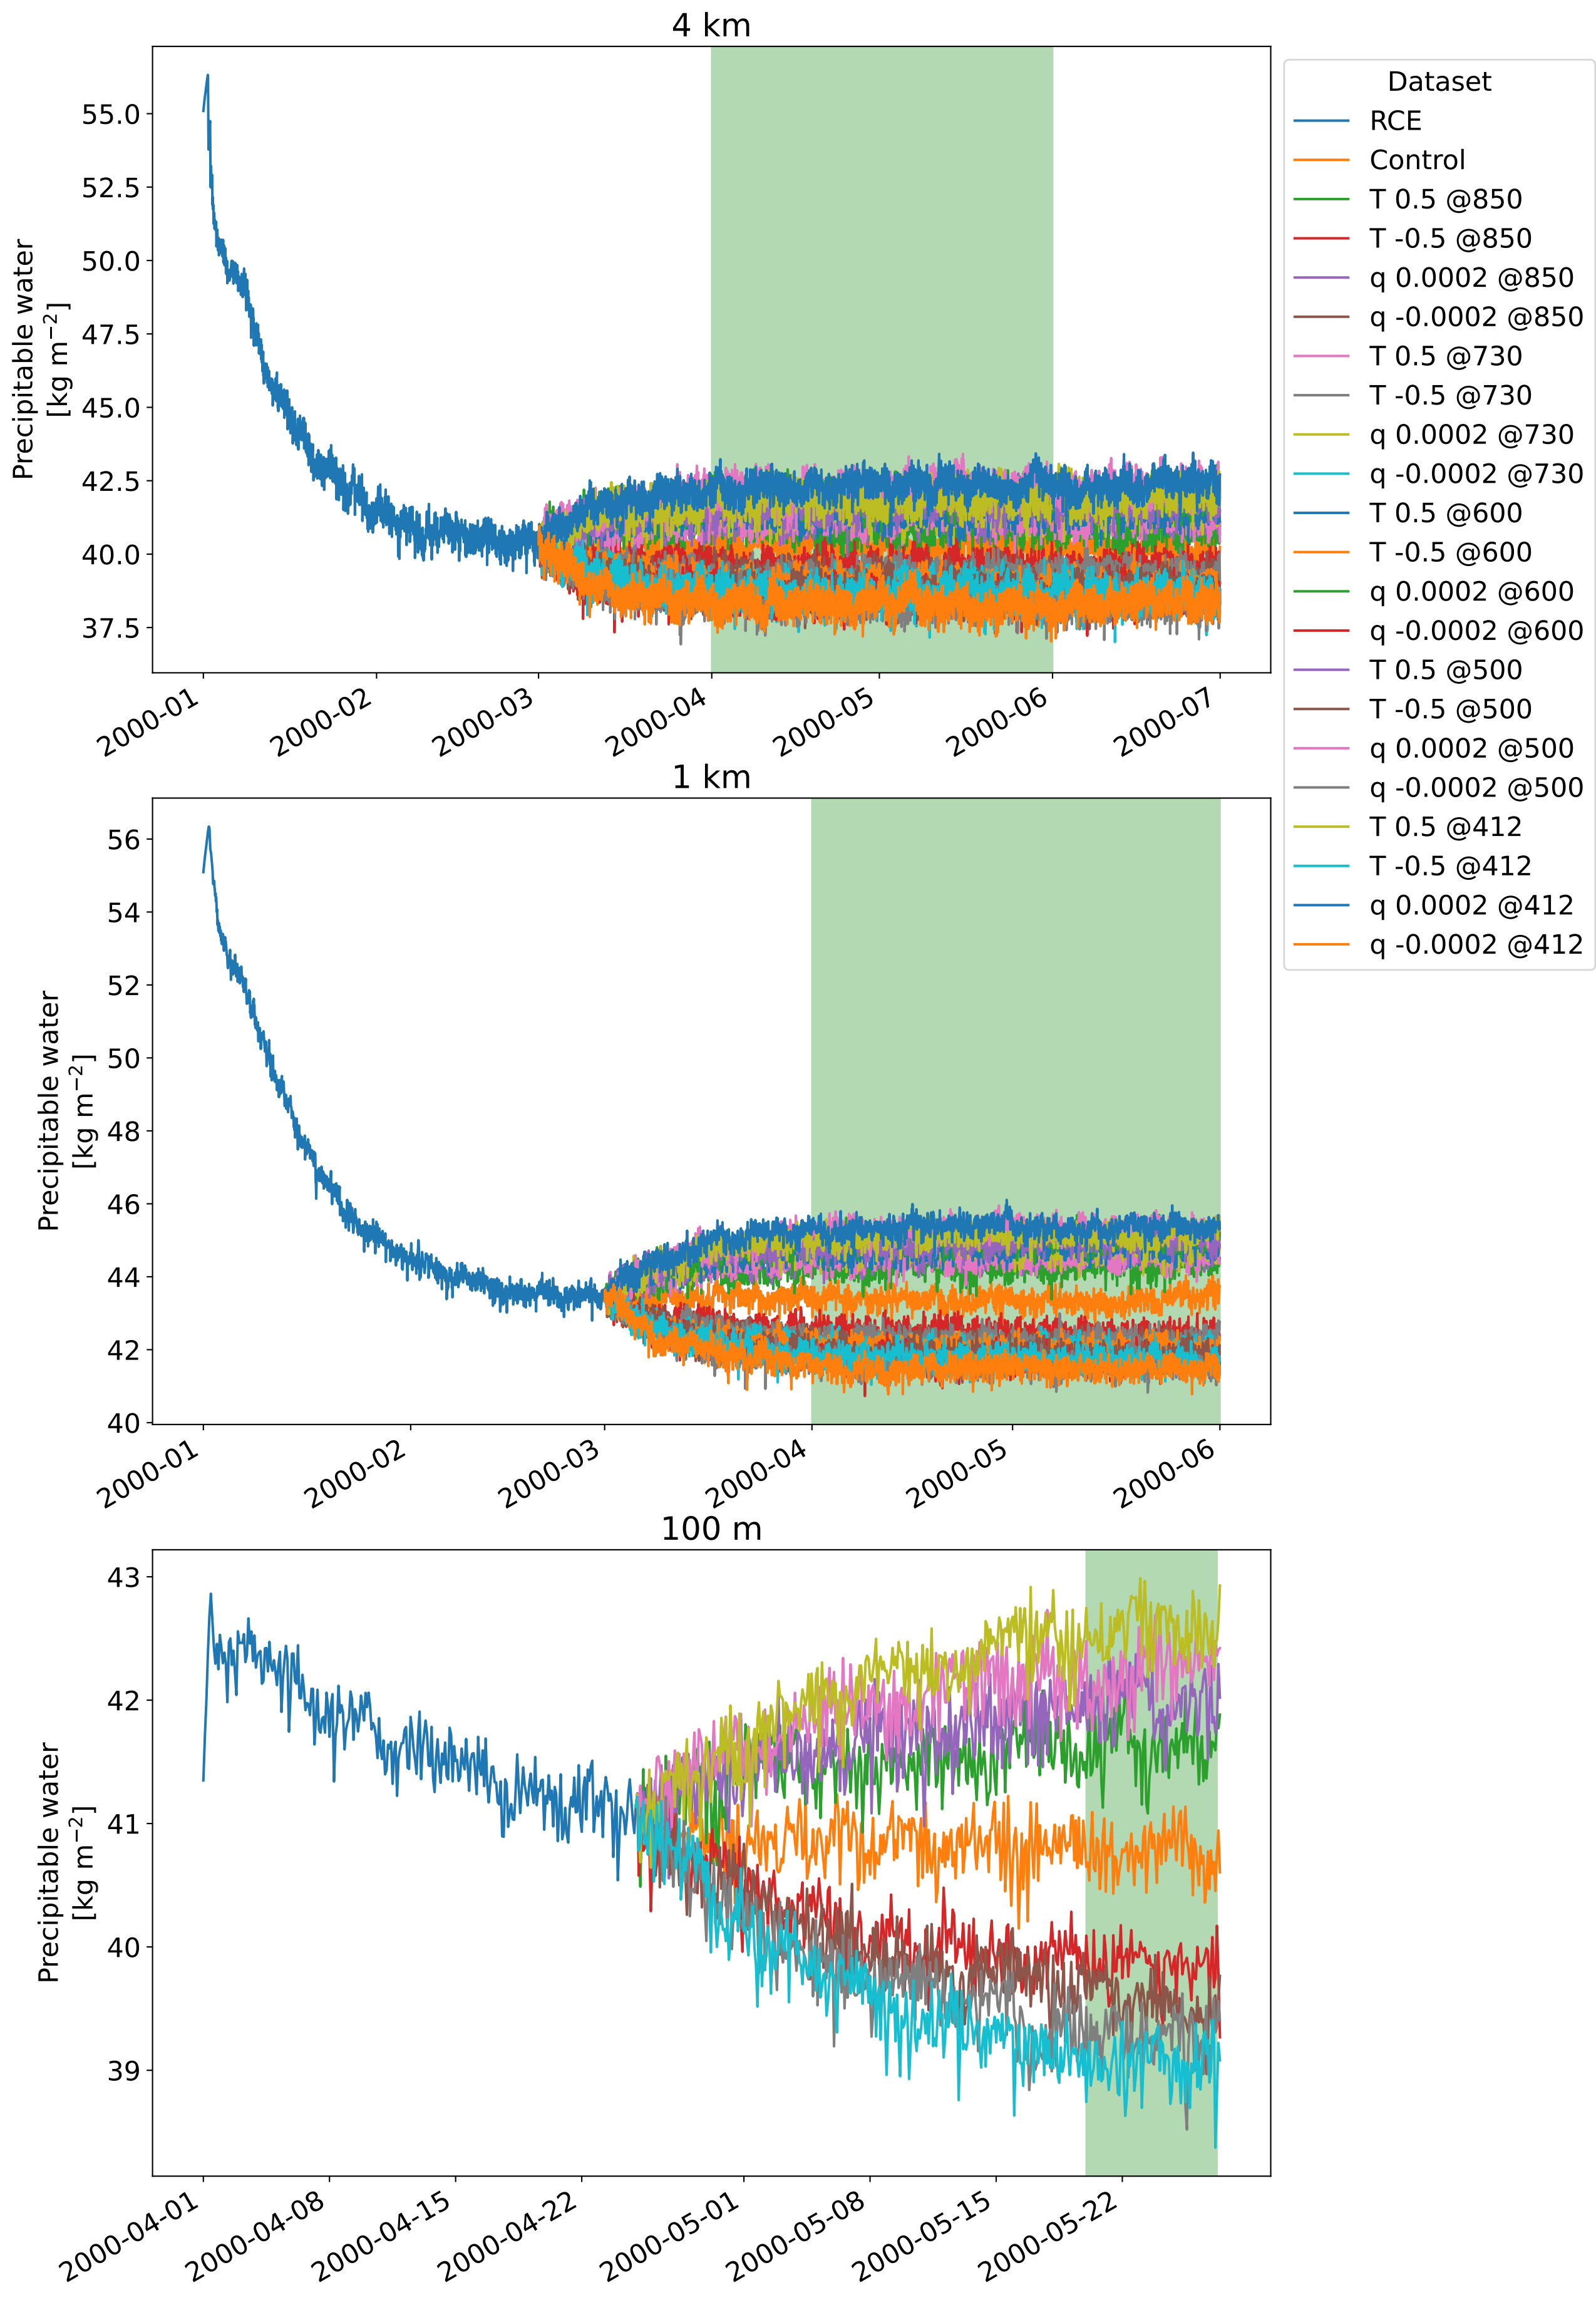 4 km
Precipitable water
[kg m⁻²]
55.0
52.5
50.0
47.5
45.0
42.5
40.0
37.5
2000-01
2000-02
2000-03
2000-04
2000-05
2000-06
2000-07
Dataset
RCE
Control
T 0.5 @850
T -0.5 @850
q 0.0002 @850
q -0.0002 @850
T 0.5 @730
T -0.5 @730
q 0.0002 @730
q -0.0002 @730
T 0.5 @600
T -0.5 @600
q 0.0002 @600
q -0.0002 @600
T 0.5 @500
T -0.5 @500
q 0.0002 @500
q -0.0002 @500
T 0.5 @412
T -0.5 @412
q 0.0002 @412
q -0.0002 @412
1 km
Precipitable water
[kg m⁻²]
56
54
52
50
48
46
44
42
40
2000-01
2000-02
2000-03
2000-04
2000-05
2000-06
100 m
Precipitable water
[kg m⁻²]
43
42
41
40
39
2000-04-01
2000-04-08
2000-04-15
2000-04-22
2000-05-01
2000-05-08
2000-05-15
2000-05-22